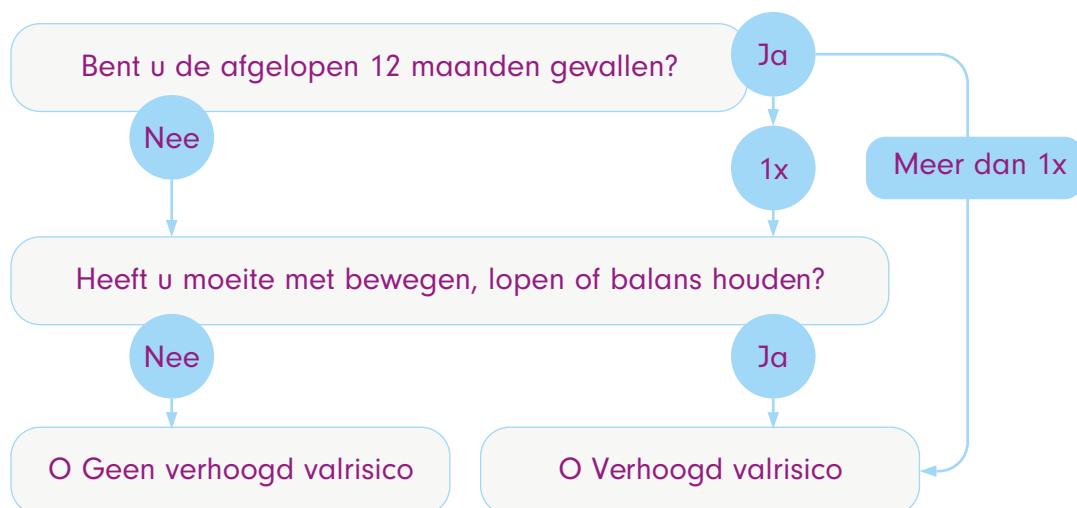 Bent u de afgelopen 12 maanden gevallen?
Ja
Nee
1x
Meer dan 1x
Heeft u moeite met bewegen, lopen of balans houden?
Nee
Ja
O Geen verhoogd valrisico
O Verhoogd valrisico